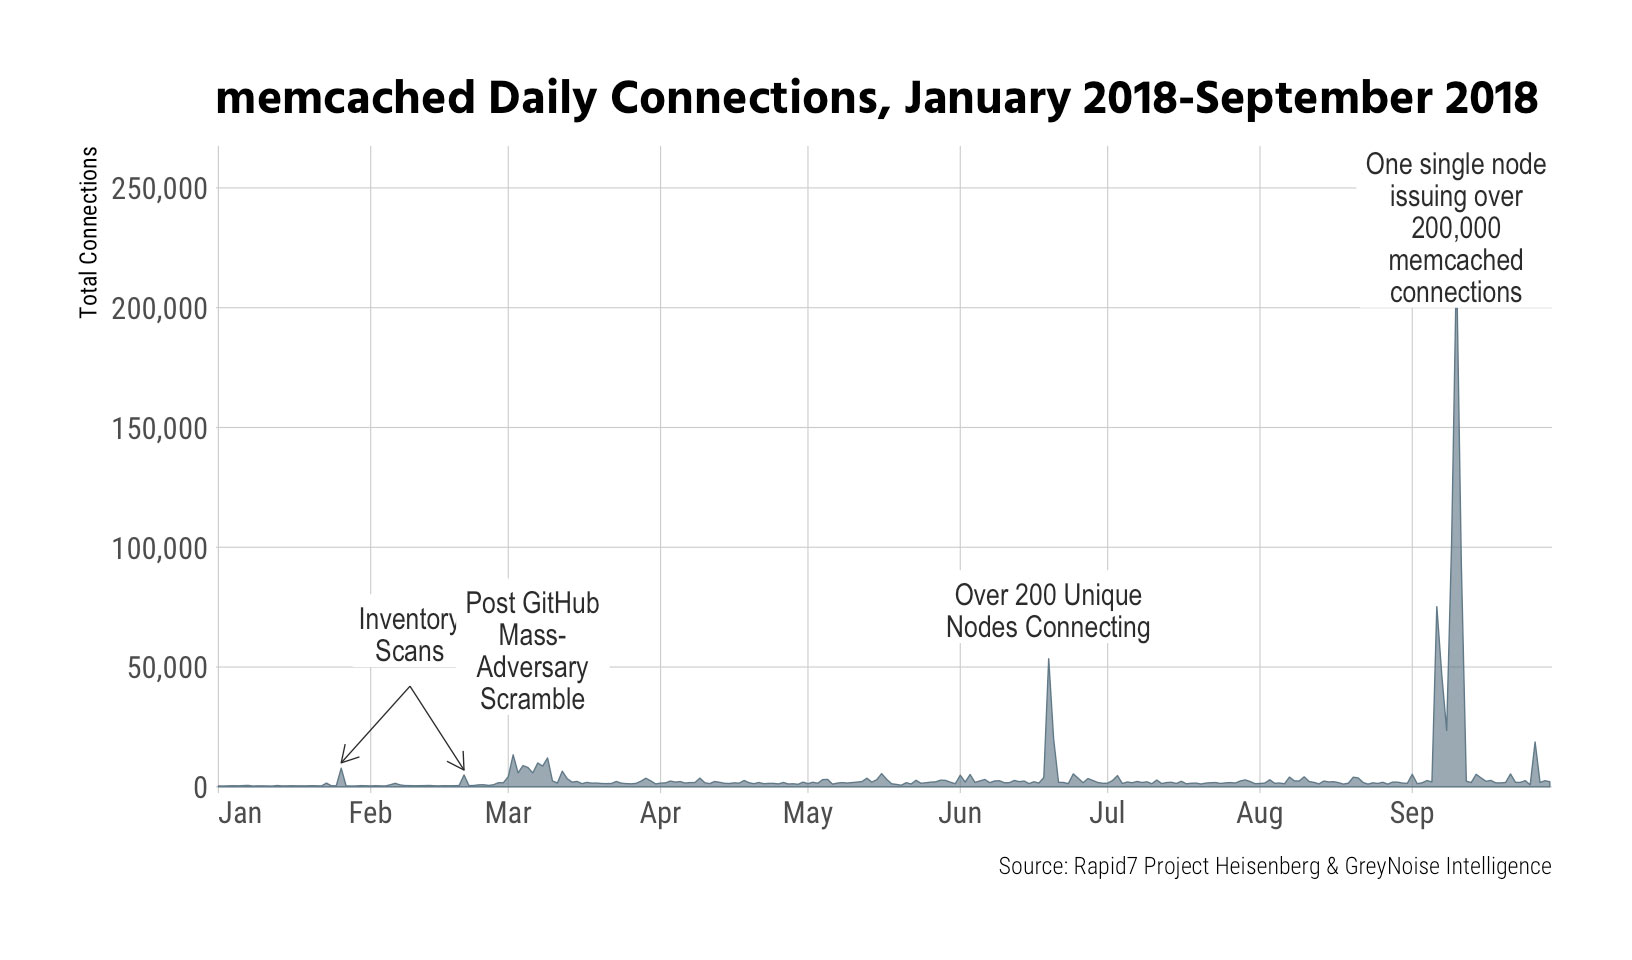 memcached Daily Connections, January 2018-September 2018
Total Connections
250,000
200,000
150,000
100,000
50,000
0
One single node
issuing over
200,000
memcached
connections
Inventory
Scans
Post GitHub
Mass-
Adversary
Scramble
Over 200 Unique
Nodes Connecting
Jan Feb Mar Apr May Jun Jul Aug Sep
Source: Rapid7 Project Heisenberg & GreyNoise Intelligence